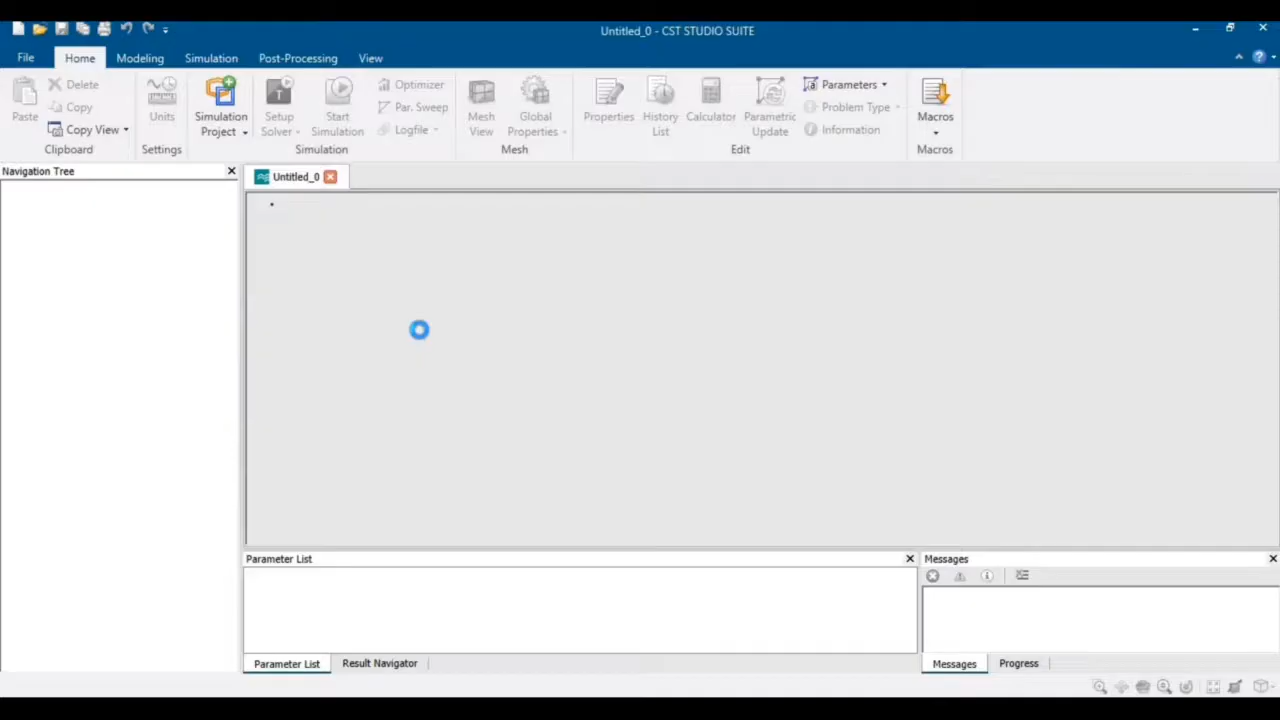 Untitled_0 - CST STUDIO SUITE
File Home Modeling Simulation Post-Processing View
Paste
Delete
Copy
Copy View
Clipboard
Units
Settings
Simulation Project
Setup Solver
Start Simulation
Optimizer
Par. Sweep
Logfile
Simulation
Mesh View
Global Properties
Mesh
Properties
History List
Calculator
Parametric Update
Parameters
Problem Type
Information
Edit
Macros
Macros
Navigation Tree
Untitled_0
Parameter List
Messages
Parameter List Result Navigator
Messages Progress